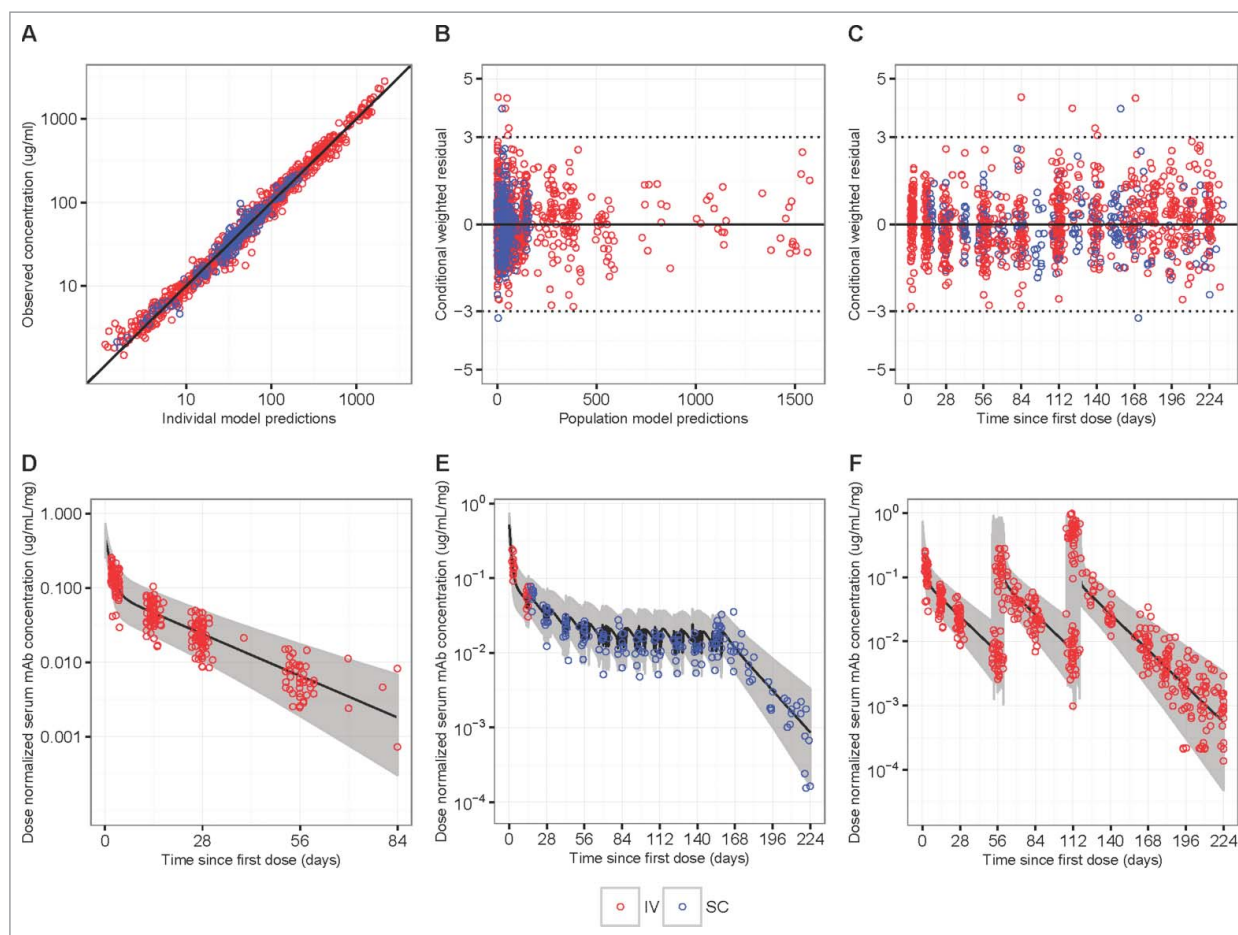 A
B
C
Observed concentration (ug/ml)
1000
100
10
10 100 1000
Individal model predictions
Conditional weighted residual
5
3
0
−3
−5
0 500 1000 1500
Population model predictions
Conditional weighted residual
5
3
0
−3
−5
0 28 56 84 112 140 168 196 224
Time since first dose (days)
D
E
F
Dose normalized serum mAb concentration (ug/mL/mg)
1.000
0.100
0.010
0.001
0 28 56 84
Time since first dose (days)
Dose normalized serum mAb concentration (ug/mL/mg)
10⁰
10⁻¹
10⁻²
10⁻³
10⁻⁴
0 28 56 84 112 140 168 196 224
Time since first dose (days)
Dose normalized serum mAb concentration (ug/mL/mg)
10⁰
10⁻¹
10⁻²
10⁻³
10⁻⁴
0 28 56 84 112 140 168 196 224
Time since first dose (days)
IV SC